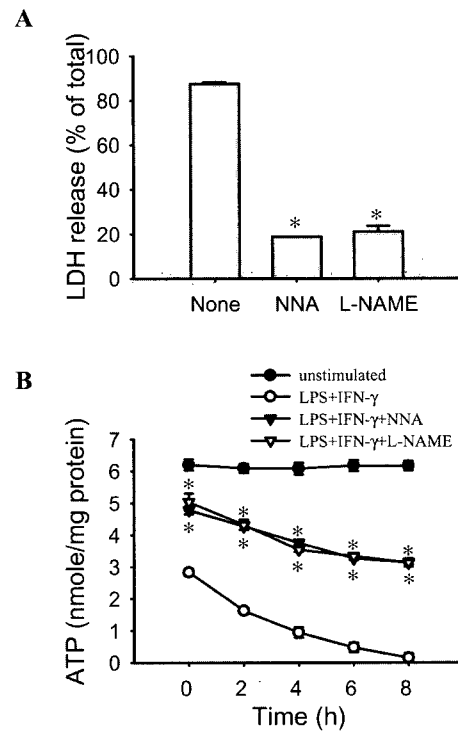 A
LDH release (% of total)
100
80
60
40
20
0
*
*
None NNA L-NAME
B
unstimulated
LPS+IFN-γ
LPS+IFN-γ+NNA
LPS+IFN-γ+L-NAME
ATP (nmole/mg protein)
7
6
5
4
3
2
1
0
* * * * *
* * * * *
0 2 4 6 8
Time (h)